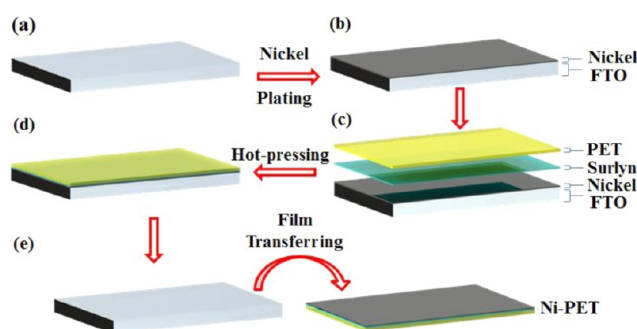 (a)
Nickel
Plating
(b)
Nickel
FTO
(d)
Hot-pressing
(c)
PET
Surlyn
Nickel
FTO
(e)
Film
Transferring
Ni-PET